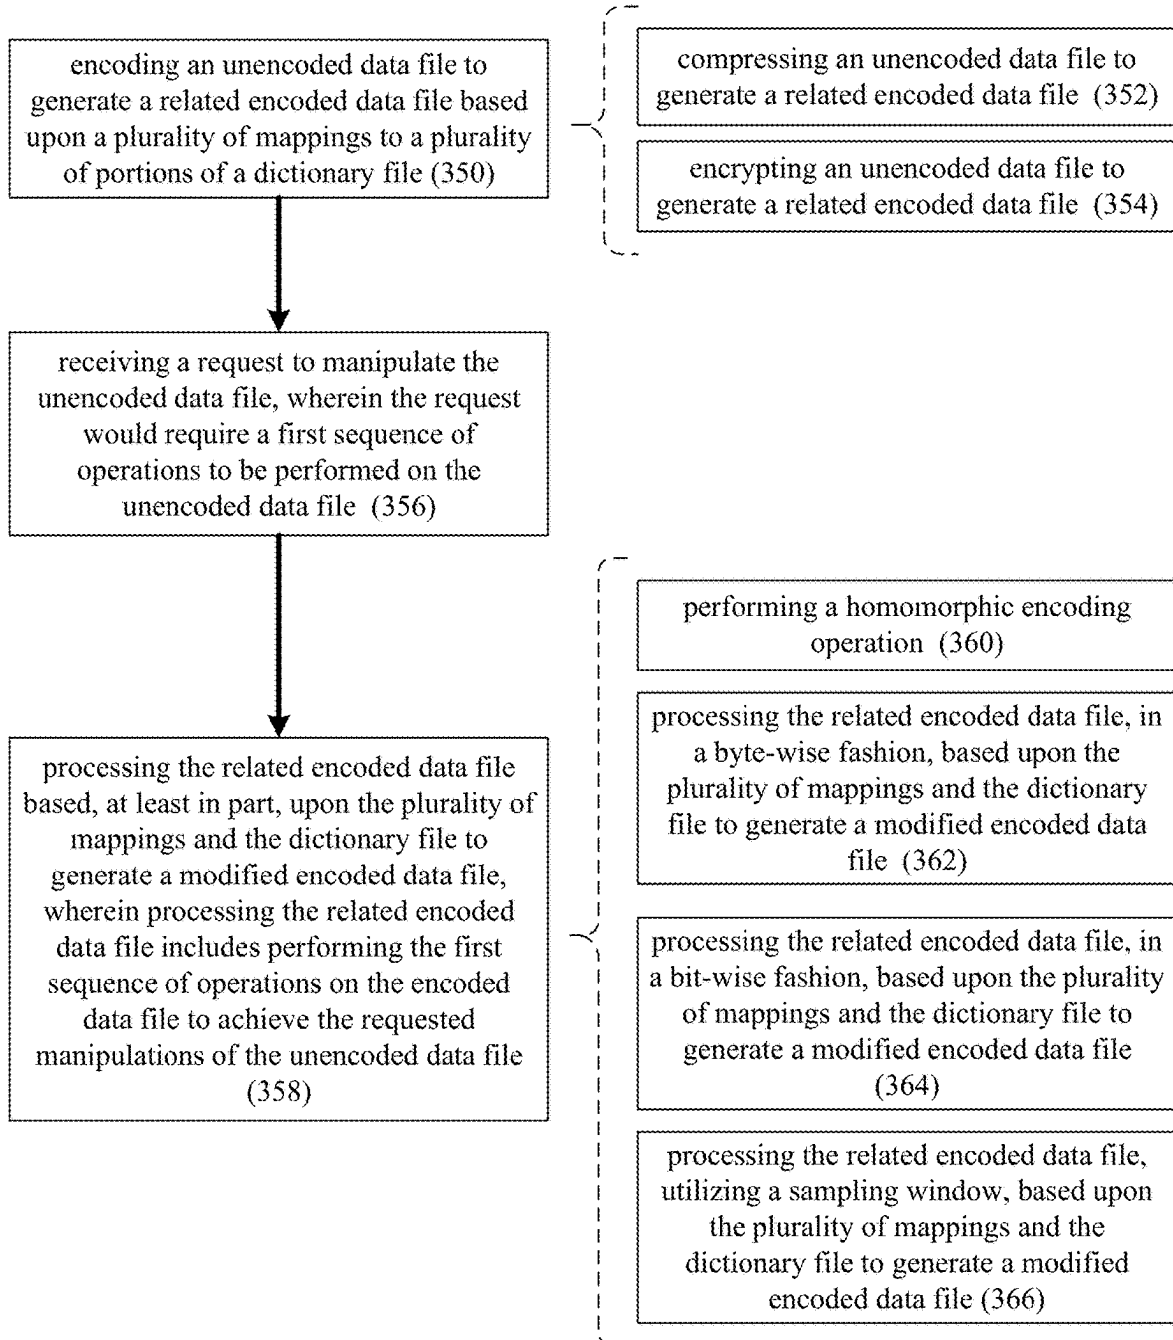 encoding an unencoded data file to
generate a related encoded data file based
upon a plurality of mappings to a plurality
of portions of a dictionary file (350)
compressing an unencoded data file to
generate a related encoded data file (352)
encrypting an unencoded data file to
generate a related encoded data file (354)
receiving a request to manipulate the
unencoded data file, wherein the request
would require a first sequence of
operations to be performed on the
unencoded data file (356)
processing the related encoded data file
based, at least in part, upon the plurality of
mappings and the dictionary file to
generate a modified encoded data file,
wherein processing the related encoded
data file includes performing the first
sequence of operations on the encoded
data file to achieve the requested
manipulations of the unencoded data file
(358)
performing a homomorphic encoding
operation (360)
processing the related encoded data file, in
a byte-wise fashion, based upon the
plurality of mappings and the dictionary
file to generate a modified encoded data
file (362)
processing the related encoded data file, in
a bit-wise fashion, based upon the plurality
of mappings and the dictionary file to
generate a modified encoded data file
(364)
processing the related encoded data file,
utilizing a sampling window, based upon
the plurality of mappings and the
dictionary file to generate a modified
encoded data file (366)